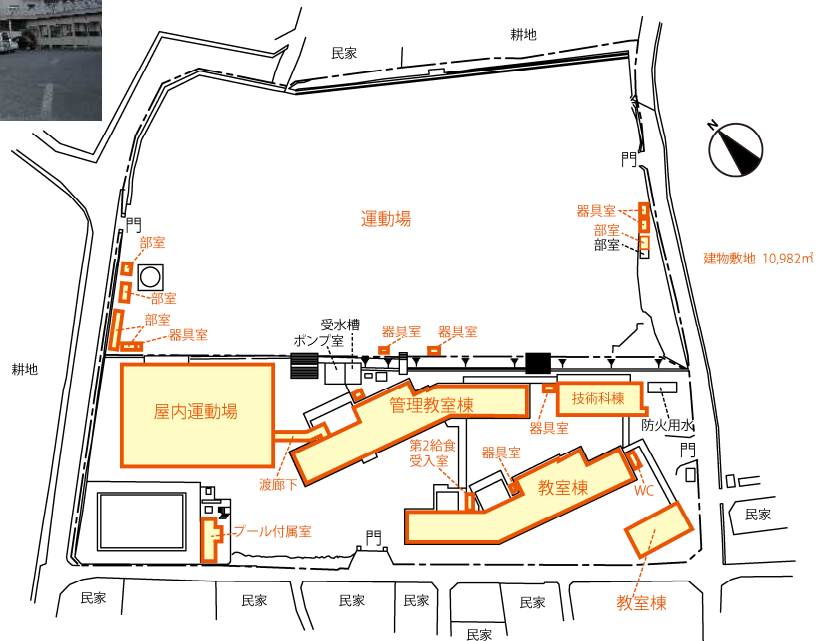 耕地
民家
N
門
運動場
器具室
部室
部室
門
部室
部室
部室
器具室
建物敷地 10,982㎡
受水槽
ポンプ室
器具室
器具室
耕地
屋内運動場
管理教室棟
技術科棟
器具室
防火用水
門
渡廊下
第2給食
受入室
器具室
教室棟
WC
プール付属室
門
民家
教室棟
民家
民家
民家
民家
民家
民家